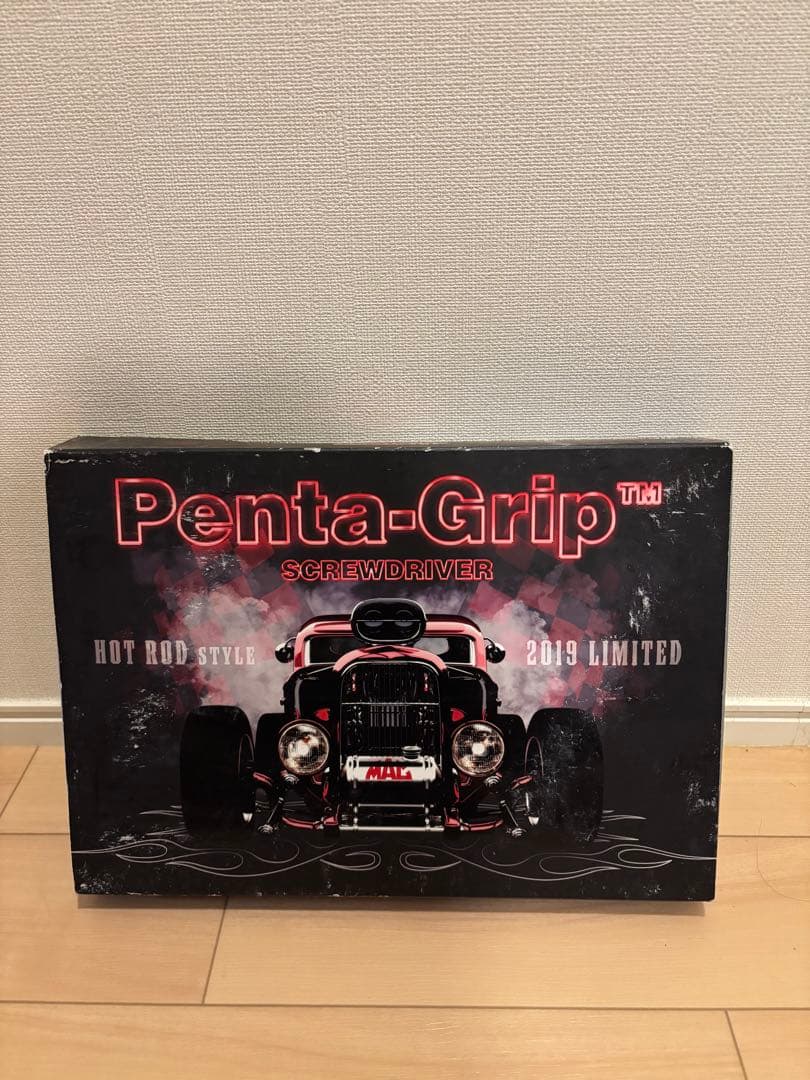 Penta-Grip™
SCREWDRIVER
HOT ROD STYLE
2019 LIMITED
MAC